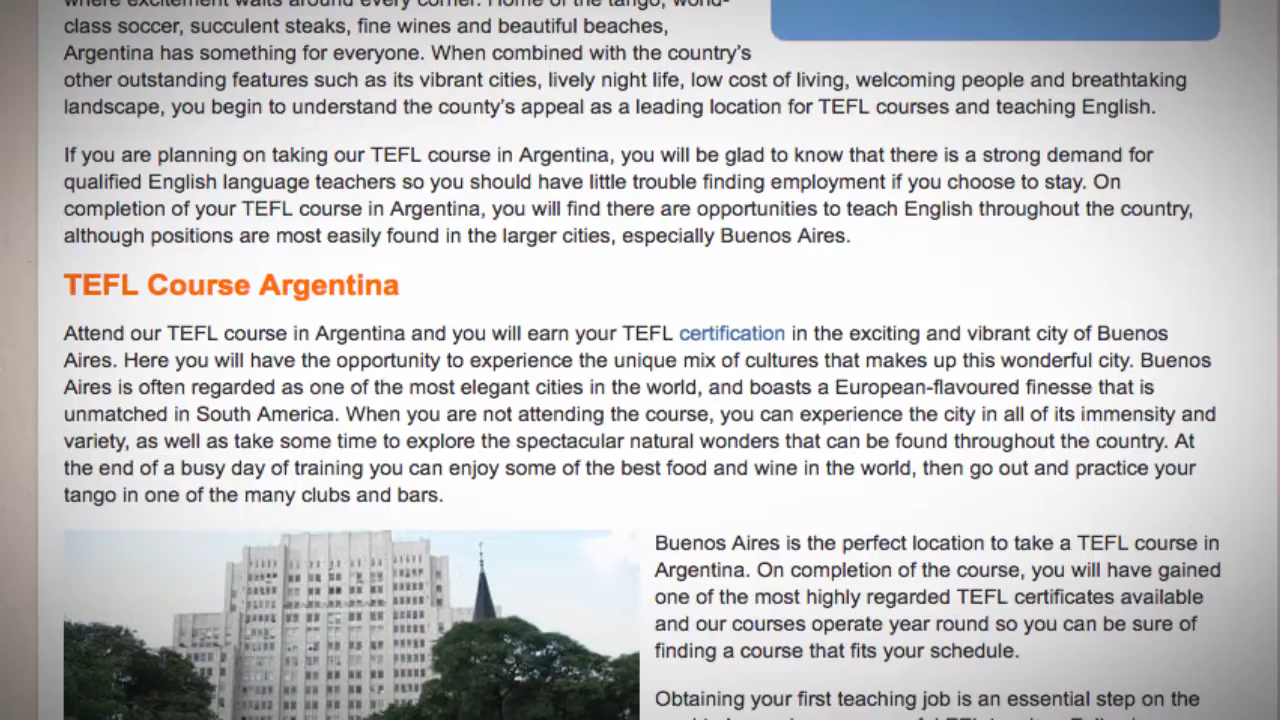 where excitement waits around every corner. Home of the tango, world-
class soccer, succulent steaks, fine wines and beautiful beaches,
Argentina has something for everyone. When combined with the country’s
other outstanding features such as its vibrant cities, lively night life, low cost of living, welcoming people and breathtaking
landscape, you begin to understand the county’s appeal as a leading location for TEFL courses and teaching English.
If you are planning on taking our TEFL course in Argentina, you will be glad to know that there is a strong demand for
qualified English language teachers so you should have little trouble finding employment if you choose to stay. On
completion of your TEFL course in Argentina, you will find there are opportunities to teach English throughout the country,
although positions are most easily found in the larger cities, especially Buenos Aires.
TEFL Course Argentina
Attend our TEFL course in Argentina and you will earn your TEFL certification in the exciting and vibrant city of Buenos
Aires. Here you will have the opportunity to experience the unique mix of cultures that makes up this wonderful city. Buenos
Aires is often regarded as one of the most elegant cities in the world, and boasts a European-flavoured finesse that is
unmatched in South America. When you are not attending the course, you can experience the city in all of its immensity and
variety, as well as take some time to explore the spectacular natural wonders that can be found throughout the country. At
the end of a busy day of training you can enjoy some of the best food and wine in the world, then go out and practice your
tango in one of the many clubs and bars.
Buenos Aires is the perfect location to take a TEFL course in
Argentina. On completion of the course, you will have gained
one of the most highly regarded TEFL certificates available
and our courses operate year round so you can be sure of
finding a course that fits your schedule.
Obtaining your first teaching job is an essential step on the